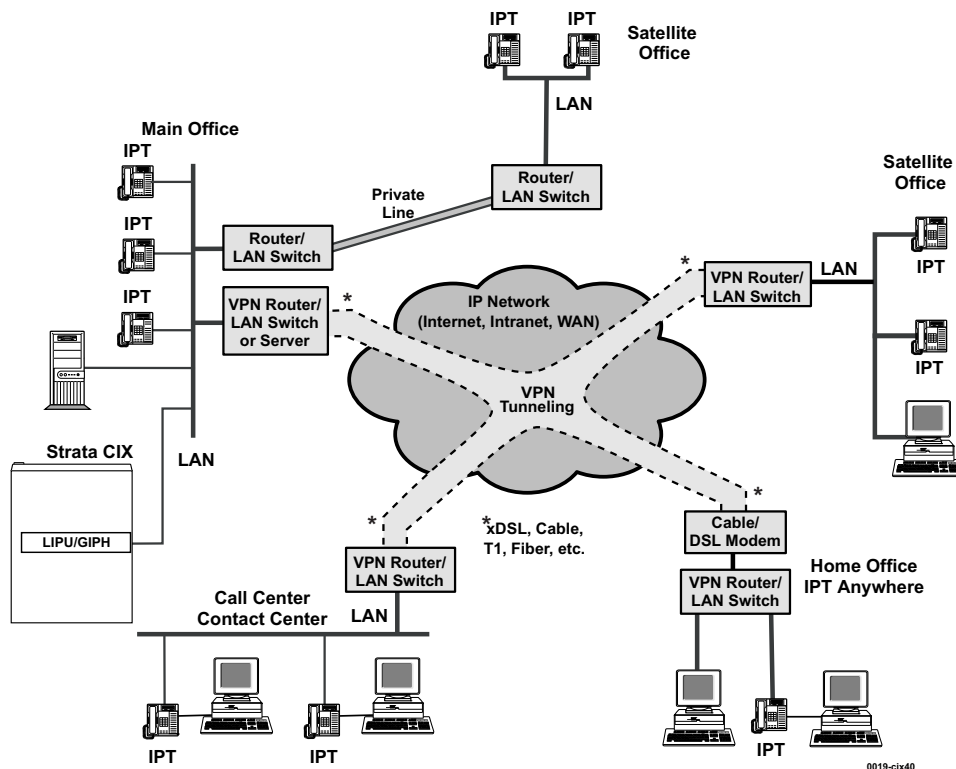 IPT
IPT
Satellite
Office
LAN
Main Office
IPT
Router/
LAN Switch
Private
Line
Satellite
Office
IPT
Router/
LAN Switch
IPT
VPN Router/
LAN Switch
or Server
*
IP Network
(Internet, Intranet, WAN)
*
VPN Router/
LAN Switch
LAN
IPT
IPT
VPN
Tunneling
LAN
Strata CIX
LIPU/GIPH
*
*xDSL, Cable,
T1, Fiber, etc.
*
Cable/
DSL Modem
VPN Router/
LAN Switch
Home Office
IPT Anywhere
VPN Router/
LAN Switch
Call Center
Contact Center
LAN
IPT
IPT
IPT
0019-cix40